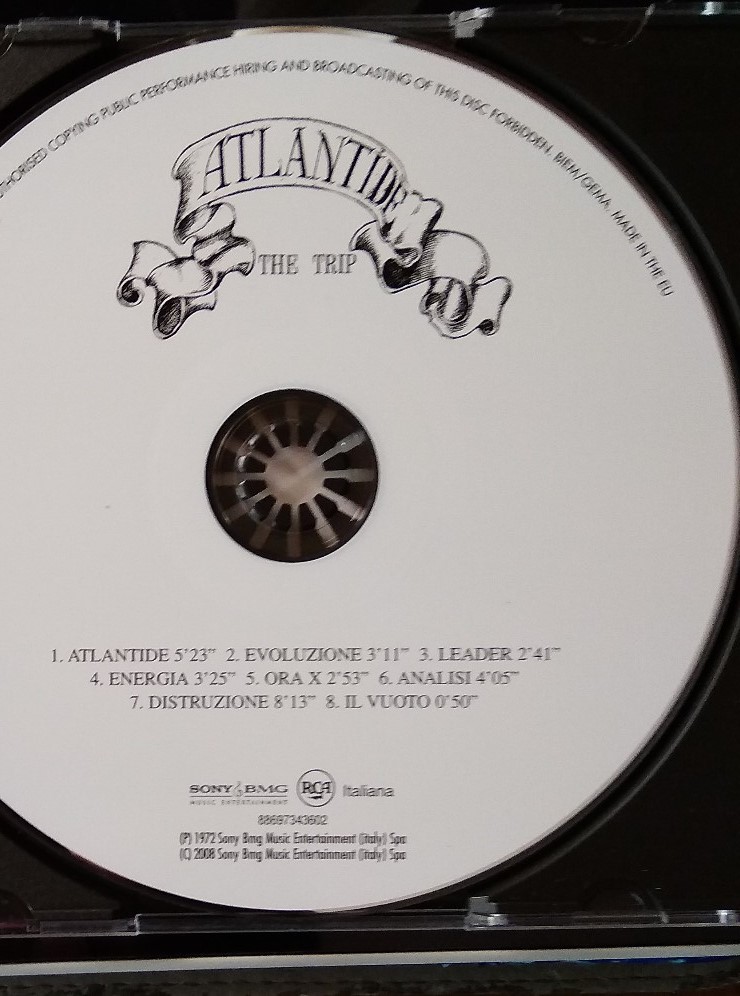 COPYING PUBLIC PERFORMANCE HIRING AND BROADCASTING OF THIS DISC FORBIDDEN. BIEM/GEMA. MADE IN THE EU
ATLANTIDE
THE TRIP
1. ATLANTIDE 5'23" 2. EVOLUZIONE 3'11" 3. LEADER 2'41"
4. ENERGIA 3'25" 5. ORA X 2'53" 6. ANALISI 4'05"
7. DISTRUZIONE 8'13" 8. IL VUOTO 0'50"
SONY BMG RCA Italiana
MUSIC ENTERTAINMENT
88697343602
(P) 1972 Sony Bmg Music Entertainment (Italy) Spa
(C) 2008 Sony Bmg Music Entertainment (Italy) Spa